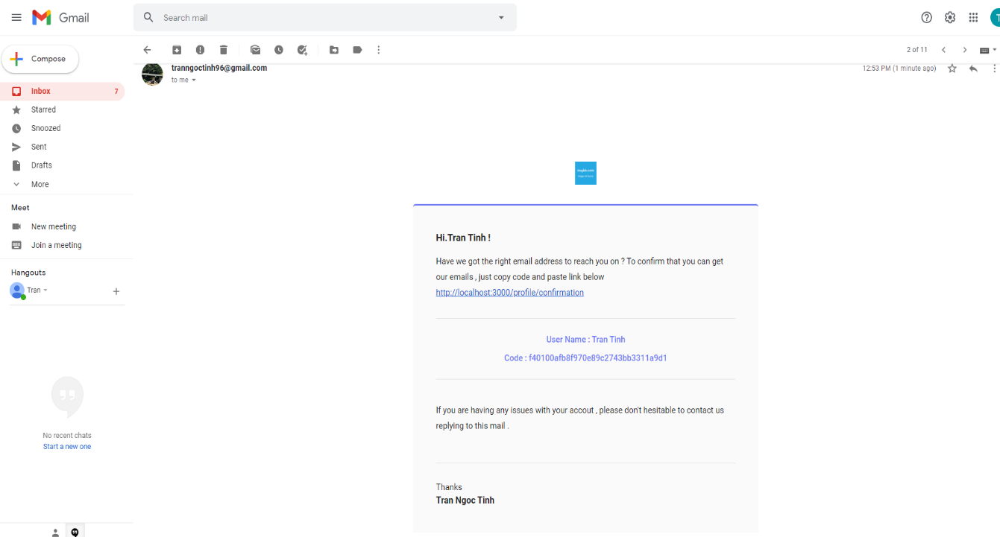 Gmail
Search mail
Compose
2 of 11
Inbox 7
Starred
Snoozed
Sent
Drafts
More
Meet
New meeting
Join a meeting
Hangouts
Tran
No recent chats
Start a new one
tranngoctinh96@gmail.com
12:53 PM (1 minute ago)
to me
Hi.Tran Tinh !
Have we got the right email address to reach you on ? To confirm that you can get
our emails , just copy code and paste link below
http://localhost:3000/profile/confirmation
User Name : Tran Tinh
Code : f40100afb8f970e89c2743bb3311a9d1
If you are having any issues with your accout , please don't hesitable to contact us
replying to this mail .
Thanks
Tran Ngoc Tinh